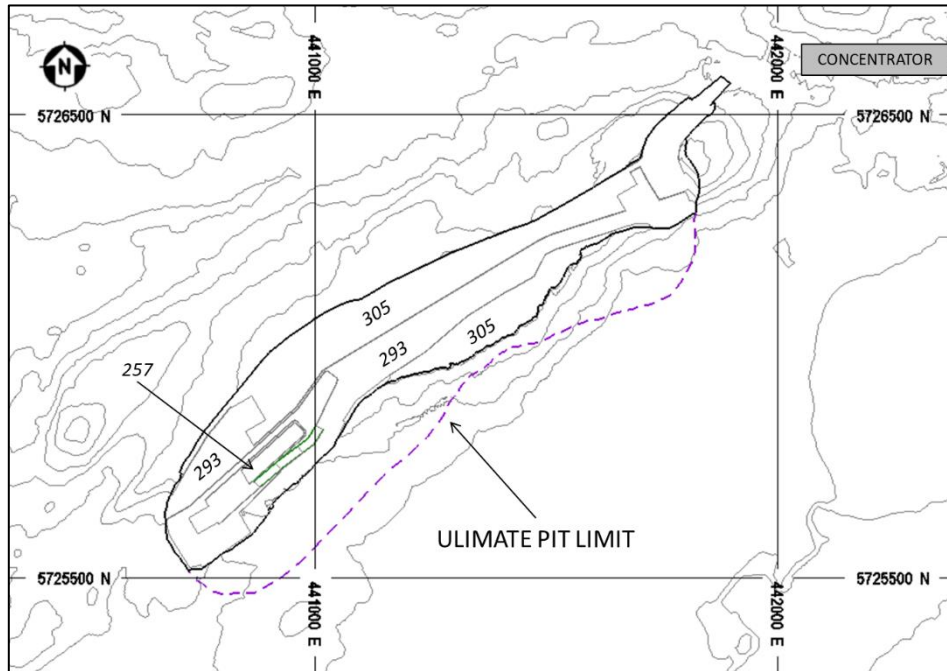 N
441000 E
442000 E
CONCENTRATOR
5726500 N
5726500 N
305
305
293
257
293
ULIMATE PIT LIMIT
5725500 N
5725500 N
441000 E
442000 E